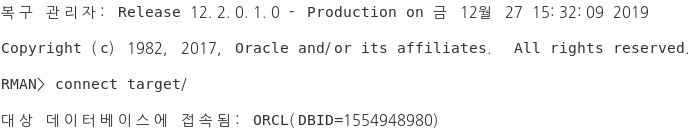 복구 관리자: Release 12.2.0.1.0 - Production on 금 12월 27 15:32:09 2019
Copyright (c) 1982, 2017, Oracle and/or its affiliates. All rights reserved.
RMAN> connect target/
대상 데이터베이스에 접속됨: ORCL(DBID=1554948980)